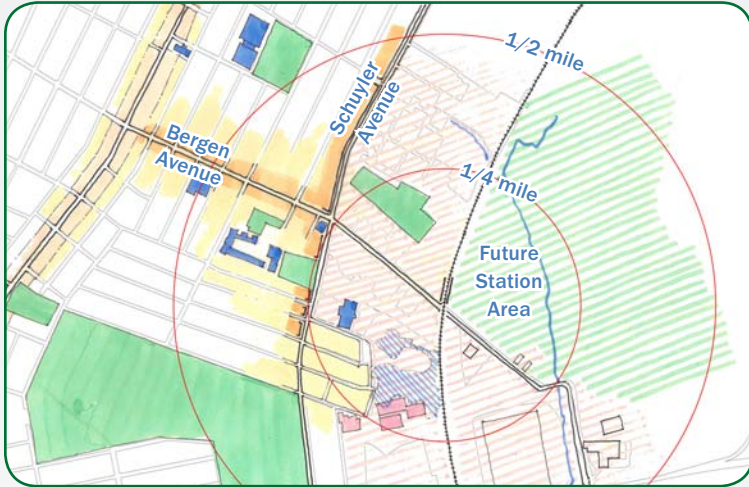 1/2 mile
Schuyler
Avenue
Bergen
Avenue
1/4 mile
Future
Station
Area